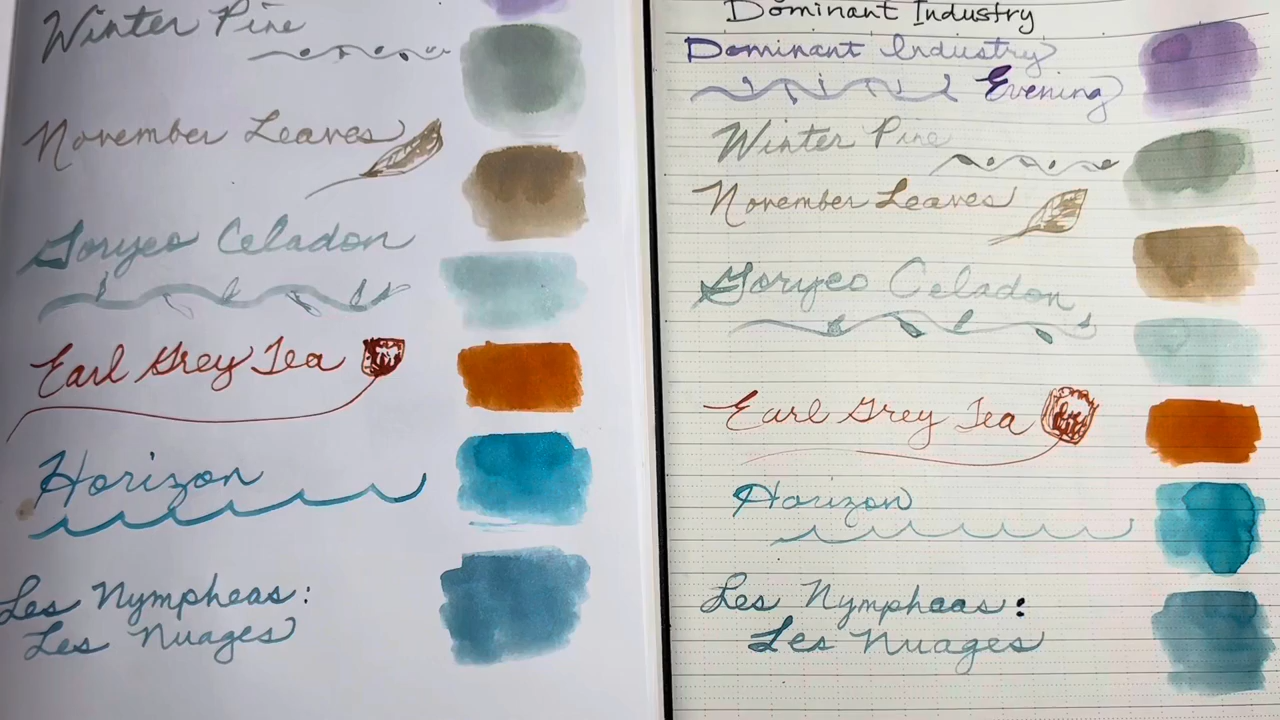 Winter Pine
November Leaves
Goryeo Celadon
Earl Grey Tea
Horizon
Les Nympheas:
Les Nuages
Dominant Industry
Dominant Industry
Evening
Winter Pine
November Leaves
Goryeo Celadon
Earl Grey Tea
Horizon
Les Nymphaas:
Les Nuages